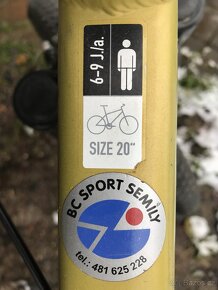 6-9 J./a.
SIZE 20"
BC SPORT SEMILY
tel.: 481 625 228